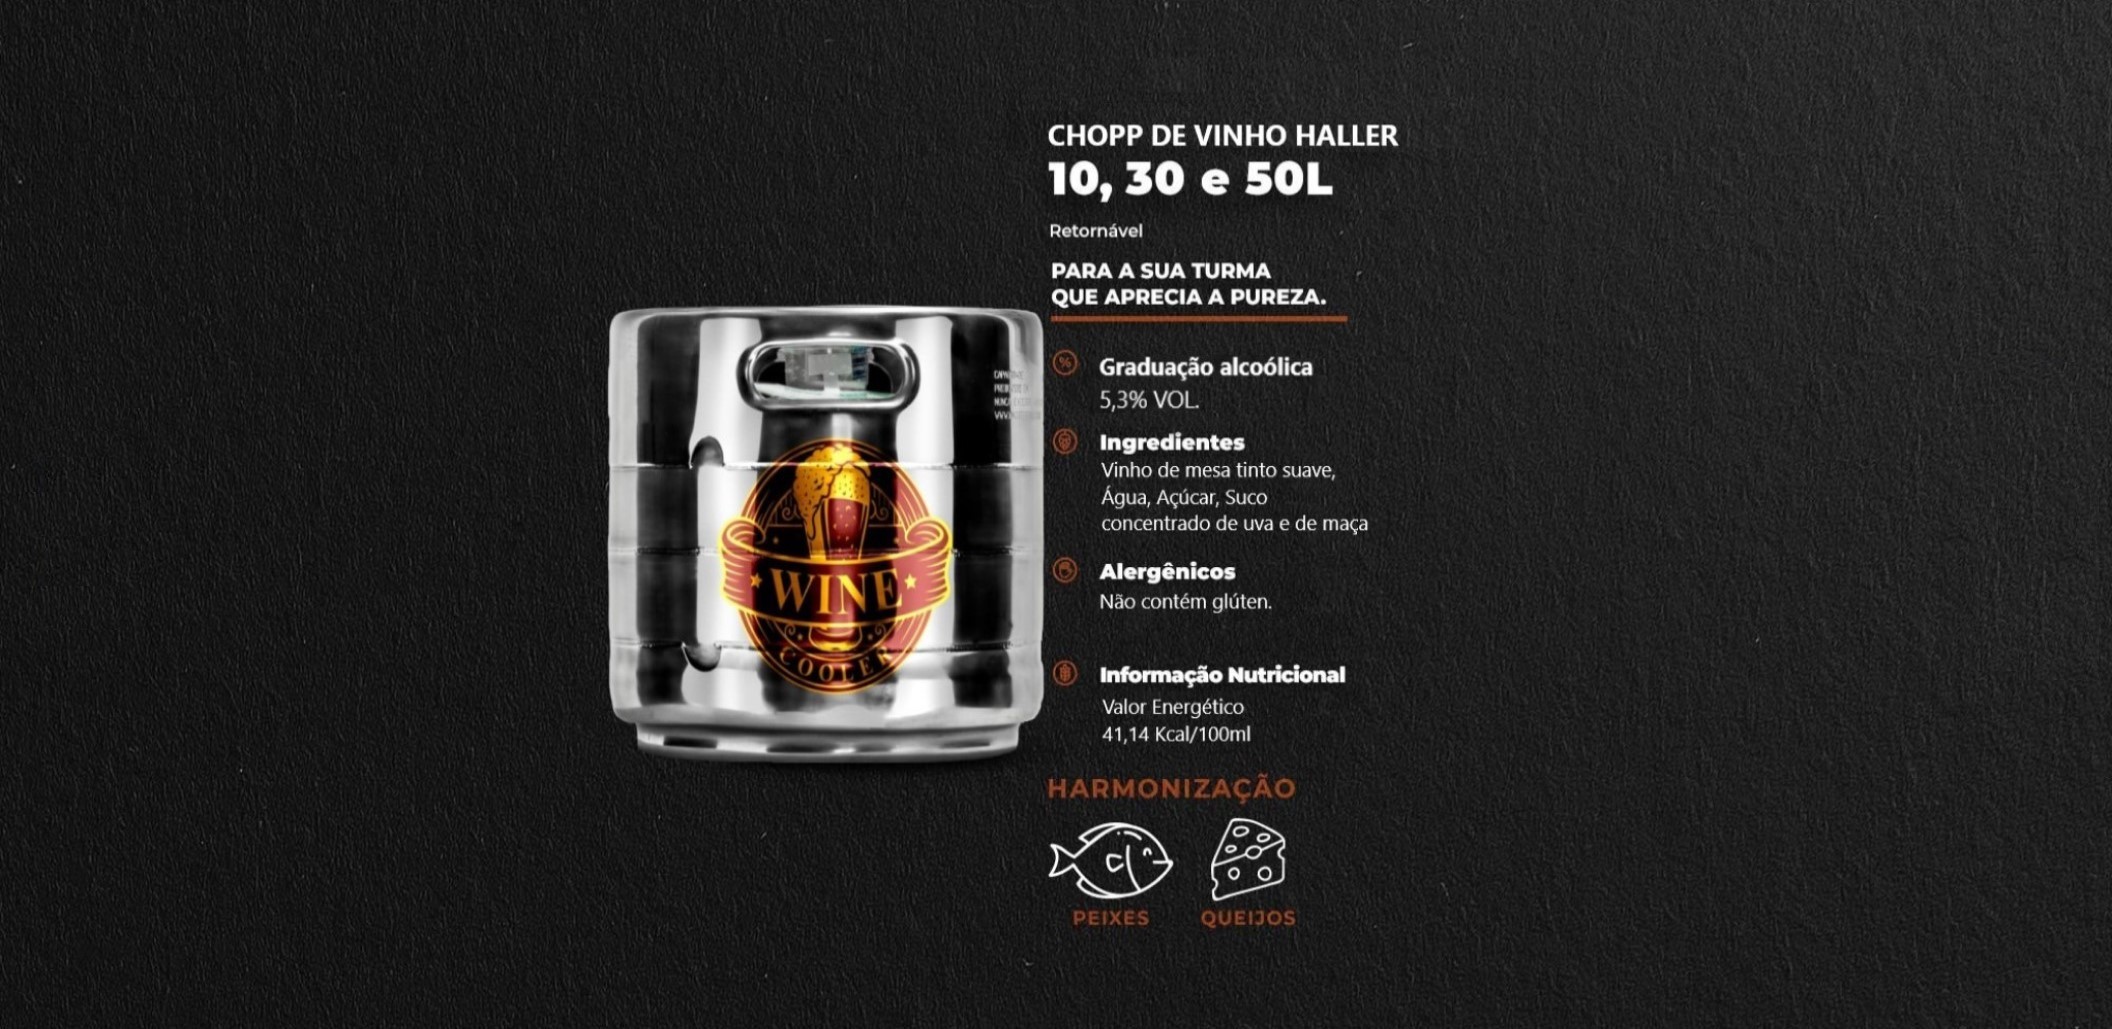 CHOPP DE VINHO HALLER
10, 30 e 50L
Retornável
PARA A SUA TURMA
QUE APRECIA A PUREZA.
%
Graduação alcoólica
5,3% VOL.
Ingredientes
Vinho de mesa tinto suave,
Água, Açúcar, Suco
concentrado de uva e de maça
Alergênicos
Não contém glúten.
Informação Nutricional
Valor Energético
41,14 Kcal/100ml
HARMONIZAÇÃO
PEIXES
QUEIJOS
WINE
COOLER